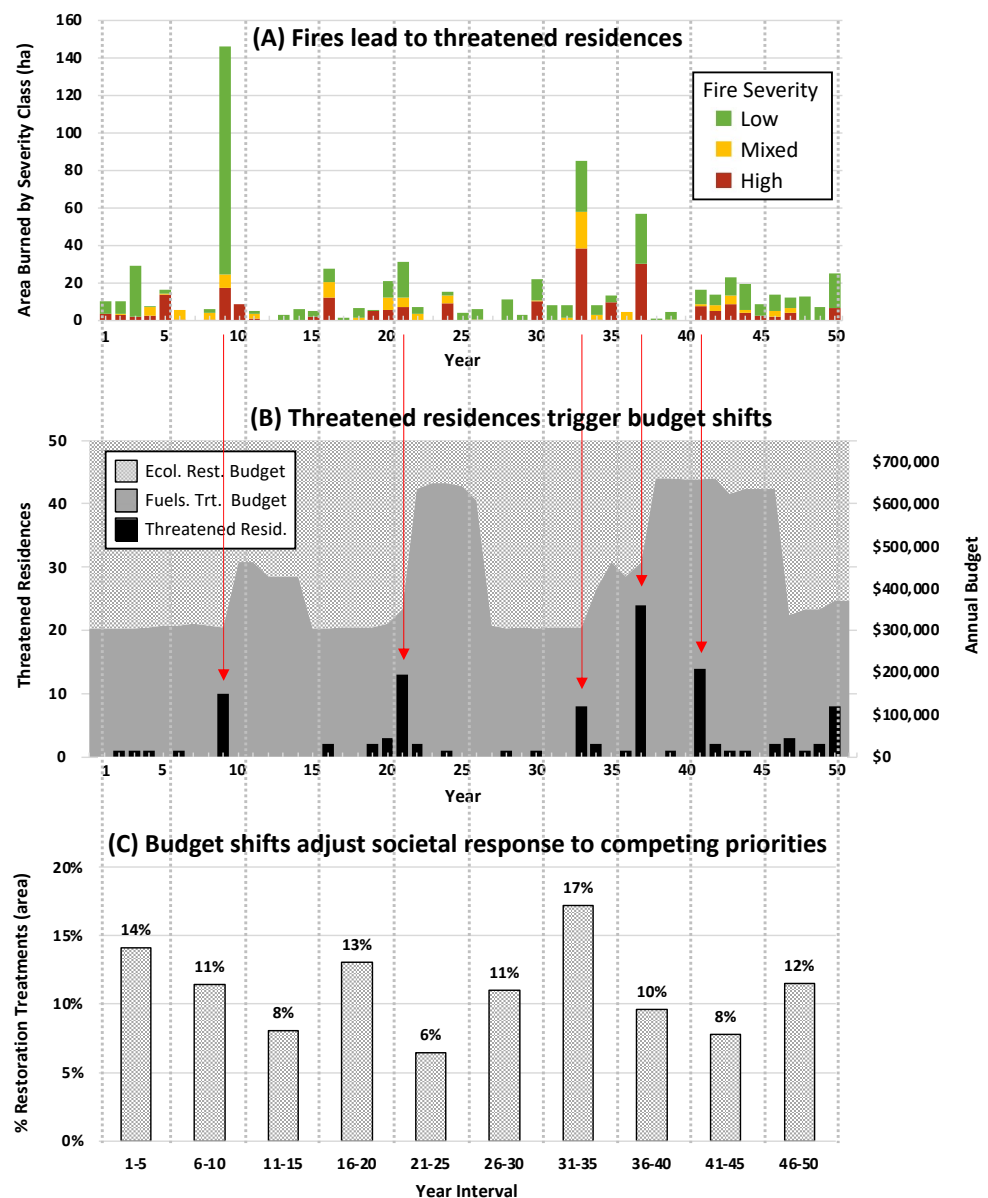 (A) Fires lead to threatened residences
Area Burned by Severity Class (ha)
160
140
120
100
80
60
40
20
0
Fire Severity
Low
Mixed
High
1 5 10 15 20 25 30 35 40 45 50
Year
(B) Threatened residences trigger budget shifts
Threatened Residences
50
40
30
20
10
0
Ecol. Rest. Budget
Fuels. Trt. Budget
Threatened Resid.
$700,000
$600,000
$500,000
$400,000
$300,000
$200,000
$100,000
$0
Annual Budget
1 5 10 15 20 25 30 35 40 45 50
Year
(C) Budget shifts adjust societal response to competing priorities
% Restoration Treatments (area)
20%
15%
10%
5%
0%
14% 11% 8% 13% 6% 11% 17% 10% 8% 12%
1-5 6-10 11-15 16-20 21-25 26-30 31-35 36-40 41-45 46-50
Year Interval